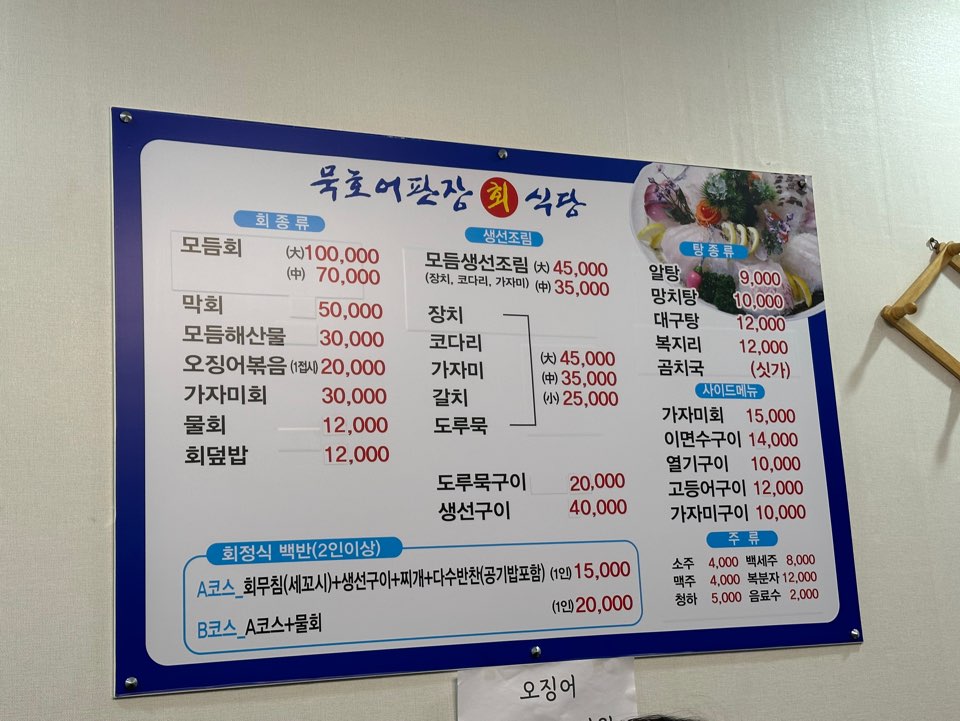 묵호어판장 회 식당
회 종 류
모듬회 (大)100,000
(中) 70,000
막회 50,000
모듬해산물 30,000
오징어볶음(1접시) 20,000
가자미회 30,000
물회 12,000
회덮밥 12,000
생선조림
모듬생선조림 (大) 45,000
(장치, 코다리, 가자미) (中) 35,000
장치
코다리
가자미
갈치
도루묵
(大) 45,000
(中) 35,000
(小) 25,000
도루묵구이 20,000
생선구이 40,000
탕 종 류
알탕 9,000
망치탕 10,000
대구탕 12,000
복지리 12,000
곰치국 (싯가)
사이드메뉴
가자미회 15,000
이면수구이 14,000
열기구이 10,000
고등어구이 12,000
가자미구이 10,000
주 류
소주 4,000 백세주 8,000
맥주 4,000 복분자 12,000
청하 5,000 음료수 2,000
회정식 백반(2인이상)
A코스_회무침(세꼬시)+생선구이+찌개+다수반찬(공기밥포함) (1인) 15,000
B코스_A코스+물회 (1인) 20,000
오징어